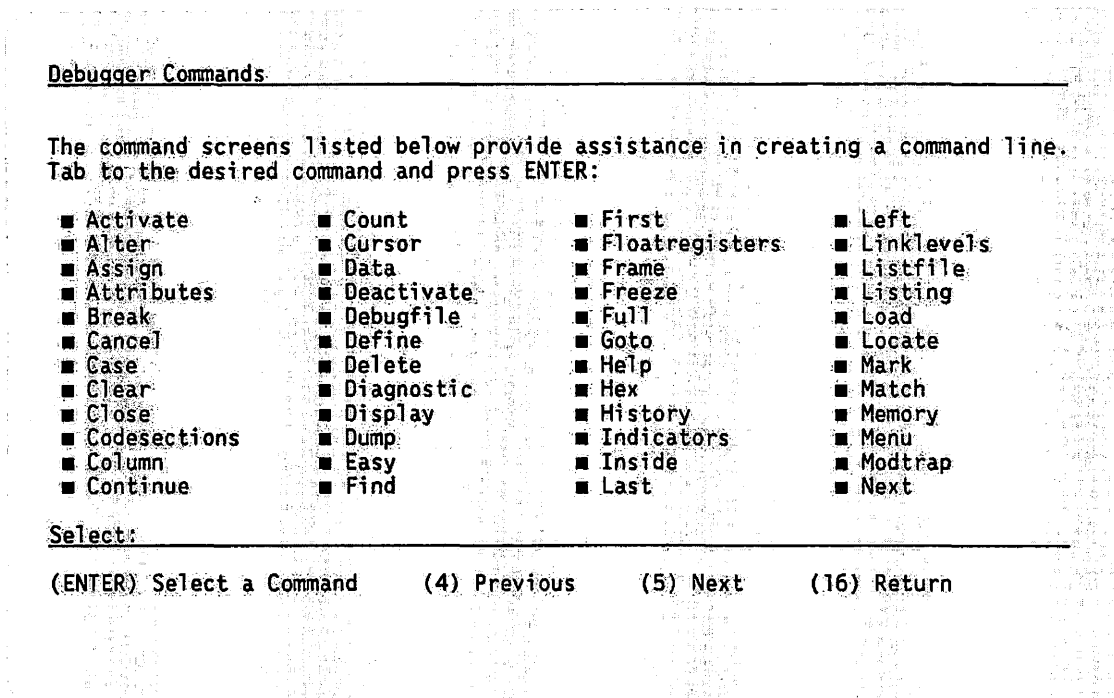 Debugger Commands
The command screens listed below provide assistance in creating a command line.
Tab to the desired command and press ENTER:
■ Activate ■ Count ■ First ■ Left
■ Alter ■ Cursor ■ Floatregisters ■ Linklevels
■ Assign ■ Data ■ Frame ■ Listfile
■ Attributes ■ Deactivate ■ Freeze ■ Listing
■ Break ■ Debugfile ■ Full ■ Load
■ Cancel ■ Define ■ Goto ■ Locate
■ Case ■ Delete ■ Help ■ Mark
■ Clear ■ Diagnostic ■ Hex ■ Match
■ Close ■ Display ■ History ■ Memory
■ Codesections ■ Dump ■ Indicators ■ Menu
■ Column ■ Easy ■ Inside ■ Modtrap
■ Continue ■ Find ■ Last ■ Next
Select:
(ENTER) Select a Command (4) Previous (5) Next (16) Return